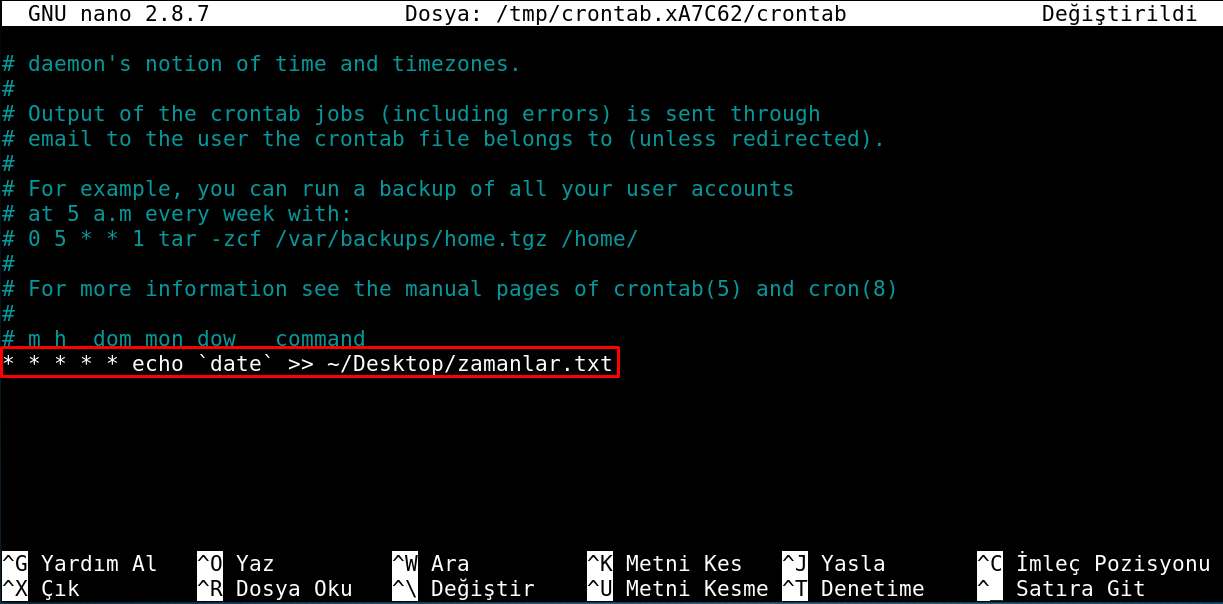 GNU nano 2.8.7 Dosya: /tmp/crontab.xA7C62/crontab Değiştirildi
# daemon's notion of time and timezones.
#
# Output of the crontab jobs (including errors) is sent through
# email to the user the crontab file belongs to (unless redirected).
#
# For example, you can run a backup of all your user accounts
# at 5 a.m every week with:
# 0 5 * * 1 tar -zcf /var/backups/home.tgz /home/
#
# For more information see the manual pages of crontab(5) and cron(8)
#
# m h  dom mon dow   command
* * * * * echo `date` >> ~/Desktop/zamanlar.txt
^G Yardım Al ^O Yaz ^W Ara ^K Metni Kes ^J Yasla ^C İmleç Pozisyonu
^X Çık ^R Dosya Oku ^\ Değiştir ^U Metni Kesme ^T Denetime ^_ Satıra Git